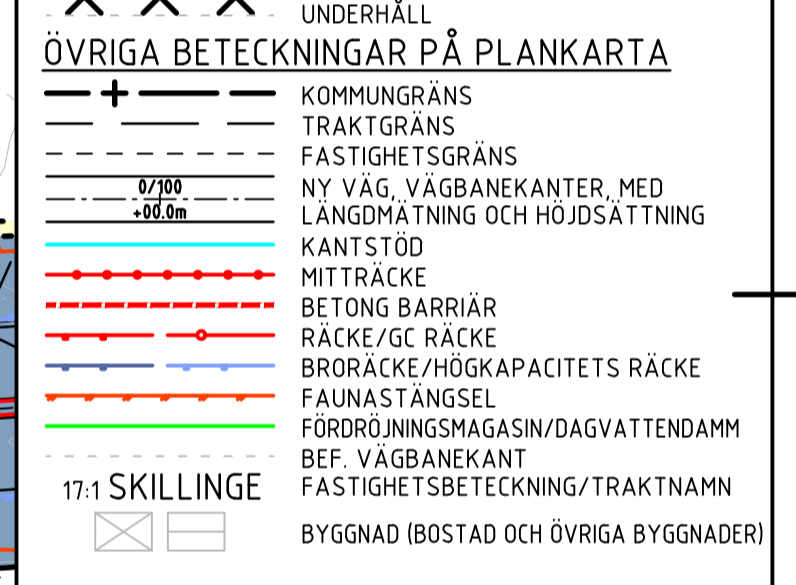 UNDERHÅLL
ÖVRIGA BETECKNINGAR PÅ PLANKARTA
KOMMUNGRÄNS
TRAKTGRÄNS
FASTIGHETSGRÄNS
0/100 NY VÄG, VÄGBANEKANTER, MED
+00.0m LÄNGDMÄTNING OCH HÖJDSÄTTNING
KANTSTÖD
MITTRÄCKE
BETONG BARRIÄR
RÄCKE/GC RÄCKE
BRORÄCKE/HÖGKAPACITETS RÄCKE
FAUNASTÄNGSEL
FÖRDRÖJNINGSMAGASIN/DAGVATTENDAMM
BEF. VÄGBANEKANT
17:1 SKILLINGE FASTIGHETSBETECKNING/TRAKTNAMN
BYGGNAD (BOSTAD OCH ÖVRIGA BYGGNADER)